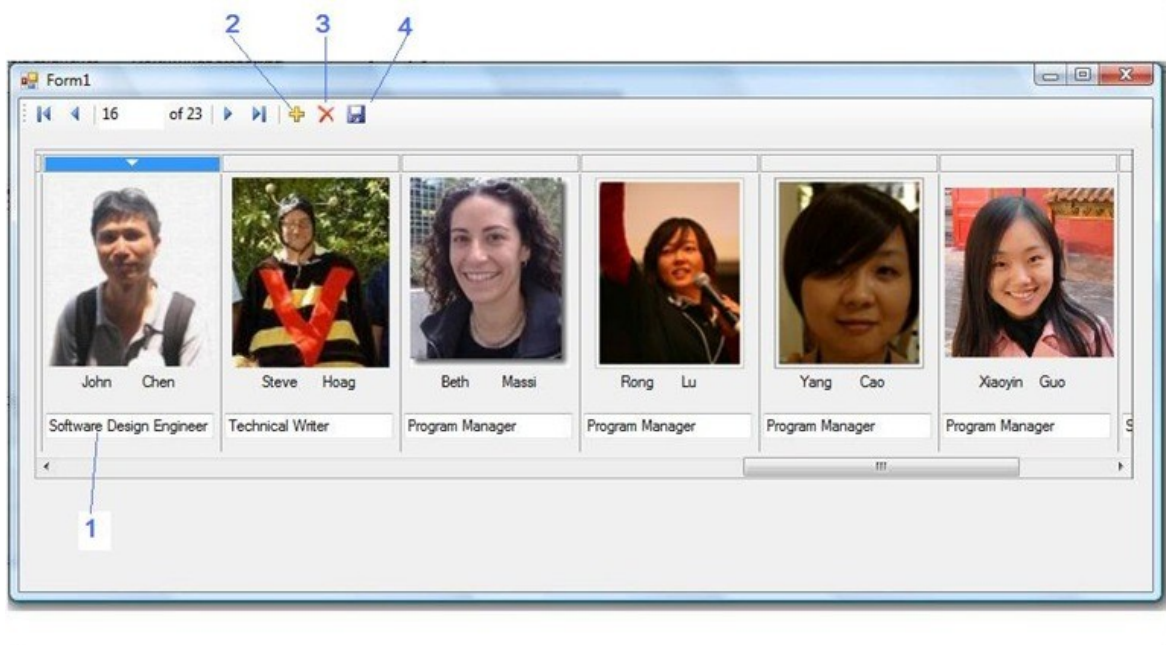 2 3 4
Form1
16 of 23
John Chen Steve Hoag Beth Massi Rong Lu Yang Cao Xiaoyin Guo
Software Design Engineer Technical Writer Program Manager Program Manager Program Manager Program Manager S
1